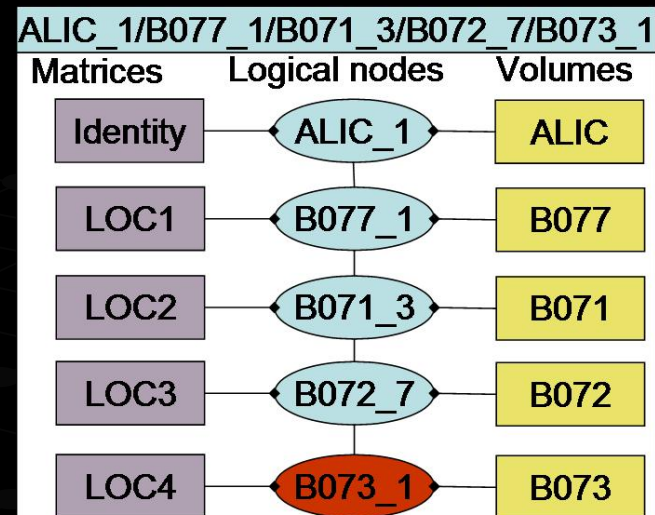 ALIC_1/B077_1/B071_3/B072_7/B073_1
Matrices Logical nodes Volumes
Identity ALIC_1 ALIC
LOC1 B077_1 B077
LOC2 B071_3 B071
LOC3 B072_7 B072
LOC4 B073_1 B073